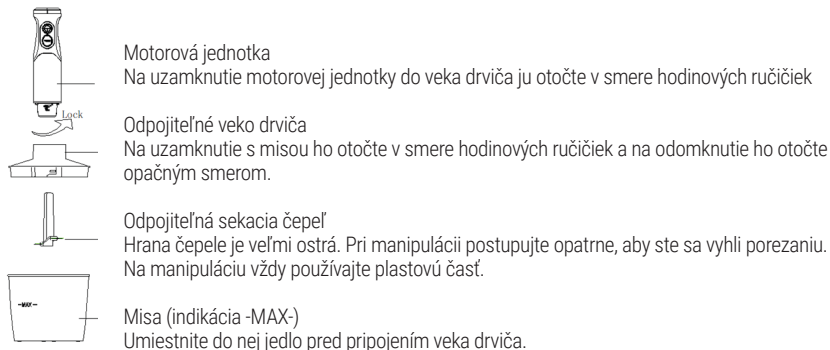 Motorová jednotka
Na uzamknutie motorovej jednotky do veka drviča ju otočte v smere hodinových ručičiek
Lock
Odpojiteľné veko drviča
Na uzamknutie s misou ho otočte v smere hodinových ručičiek a na odomknutie ho otočte
opačným smerom.
Odpojiteľná sekacia čepeľ
Hrana čepele je veľmi ostrá. Pri manipulácii postupujte opatrne, aby ste sa vyhli porezaniu.
Na manipuláciu vždy používajte plastovú časť.
-MAX-
Misa (indikácia -MAX-)
Umiestnite do nej jedlo pred pripojením veka drviča.